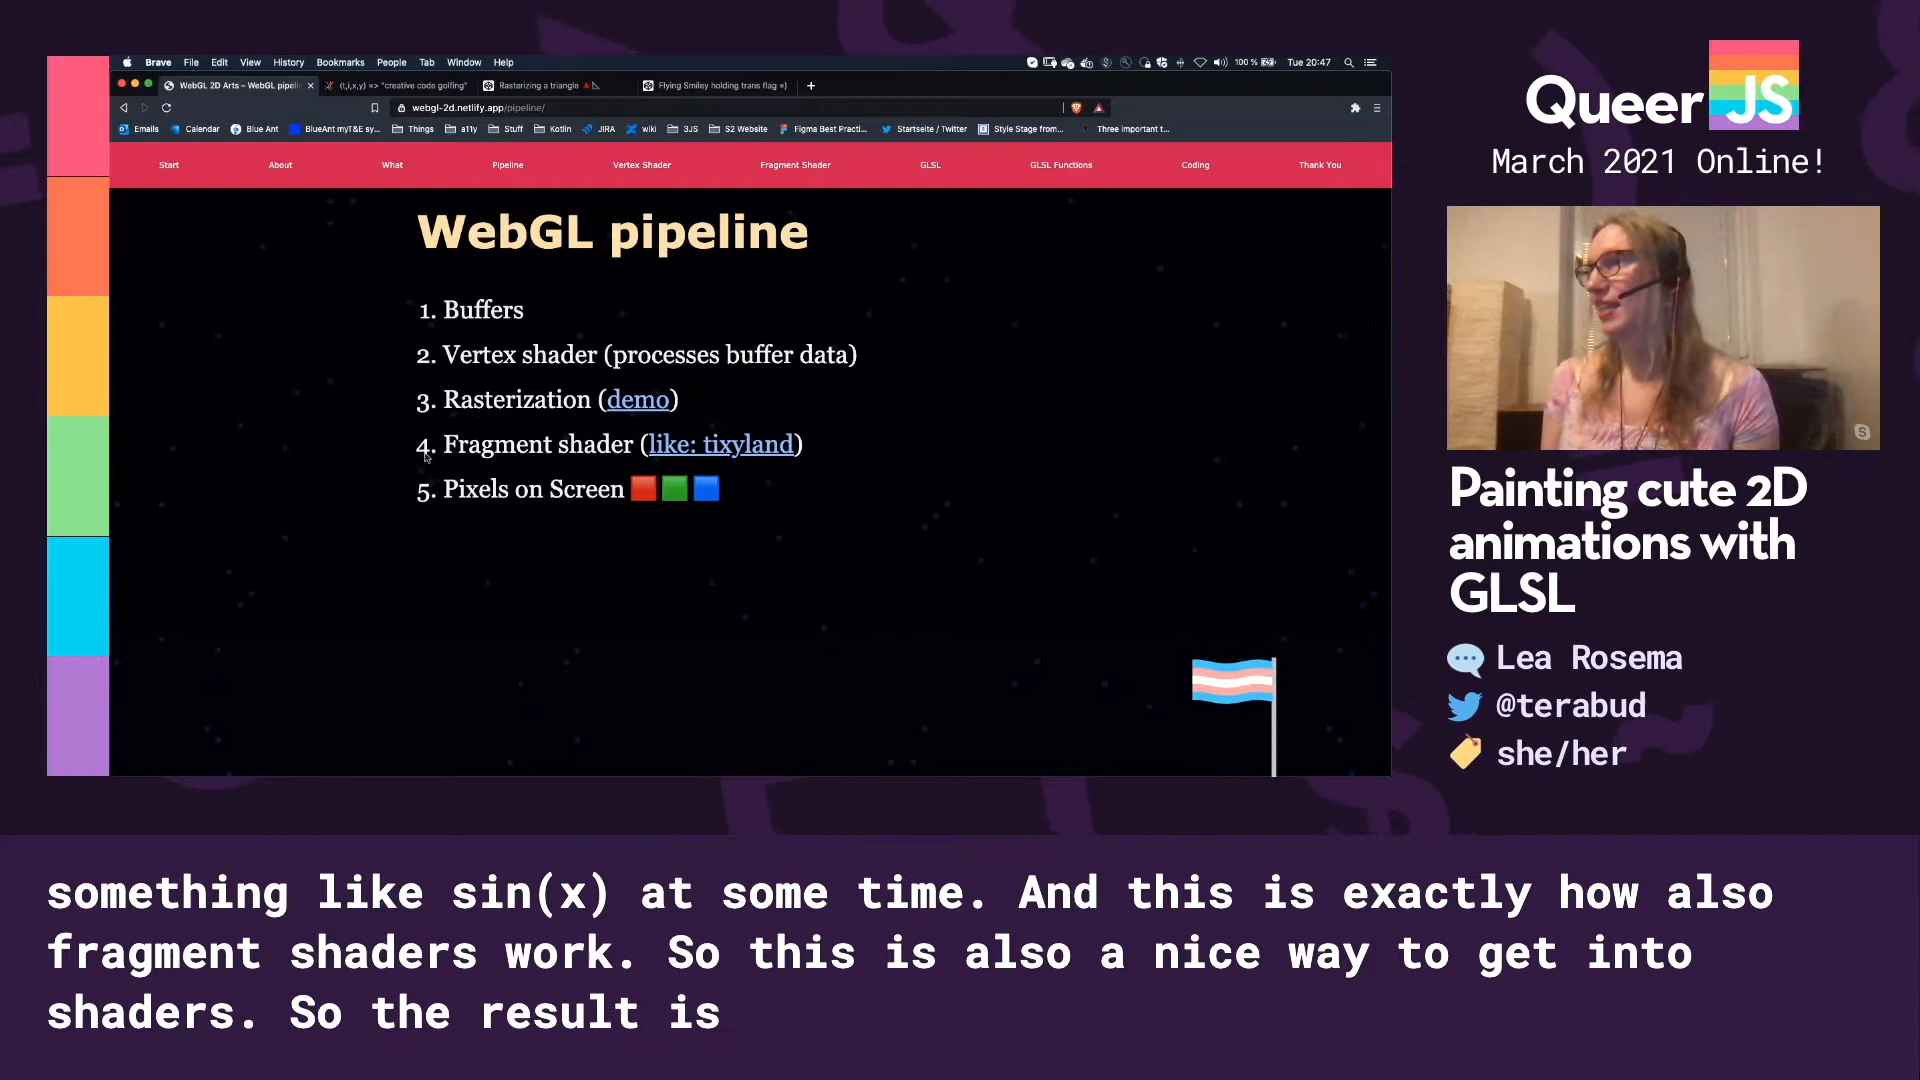 Brave File Edit View History Bookmarks People Tab Window Help
100 % Tue 20:47
WebGL 2D Arts – WebGL pipelin
(t,i,x,y) => "creative code golfing"
Rasterizing a triangle
Flying Smiley holding trans flag =)
webgl-2d.netlify.app/pipeline/
Emails Calendar Blue Ant BlueAnt myT&E sy... Things a11y Stuff Kotlin JIRA wiki 3JS S2 Website Figma Best Practi... Startseite / Twitter Style Stage from... Three important t...
Start About What Pipeline Vertex Shader Fragment Shader GLSL GLSL Functions Coding Thank You
WebGL pipeline
1. Buffers
2. Vertex shader (processes buffer data)
3. Rasterization (demo)
4. Fragment shader (like: tixyland)
5. Pixels on Screen
Queer JS
March 2021 Online!
Painting cute 2D
animations with
GLSL
Lea Rosema
@terabud
she/her
something like sin(x) at some time. And this is exactly how also
fragment shaders work. So this is also a nice way to get into
shaders. So the result is